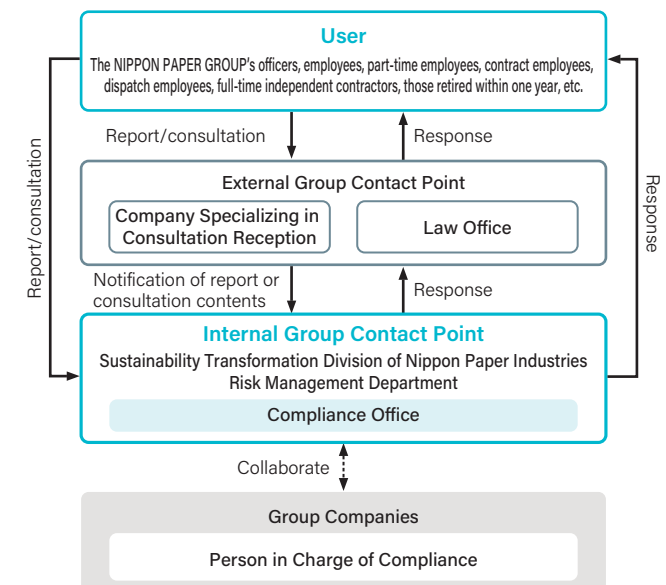 User
The NIPPON PAPER GROUP's officers, employees, part-time employees, contract employees,
dispatch employees, full-time independent contractors, those retired within one year, etc.
Report/consultation
Response
Report/consultation
Response
External Group Contact Point
Company Specializing in
Consultation Reception
Law Office
Notification of report or
consultation contents
Response
Internal Group Contact Point
Sustainability Transformation Division of Nippon Paper Industries
Risk Management Department
Compliance Office
Collaborate
Group Companies
Person in Charge of Compliance